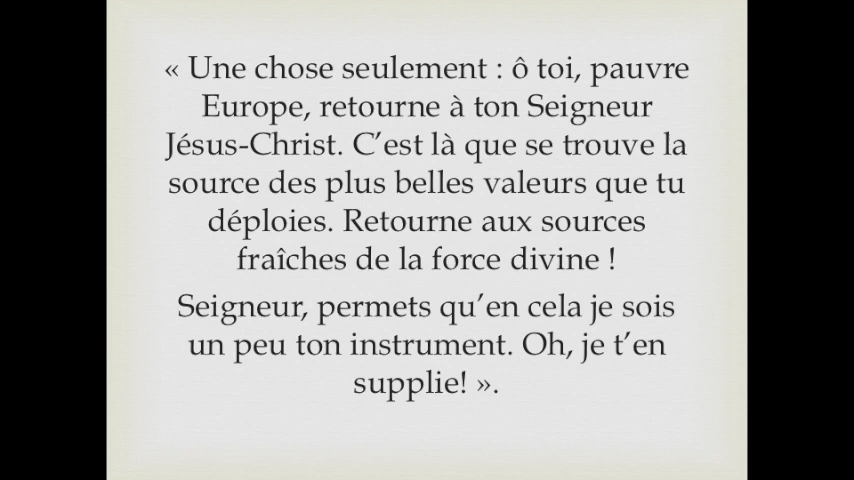 « Une chose seulement : ô toi, pauvre
Europe, retourne à ton Seigneur
Jésus-Christ. C’est là que se trouve la
source des plus belles valeurs que tu
déploies. Retourne aux sources
fraîches de la force divine !
Seigneur, permets qu’en cela je sois
un peu ton instrument. Oh, je t’en
supplie! ».